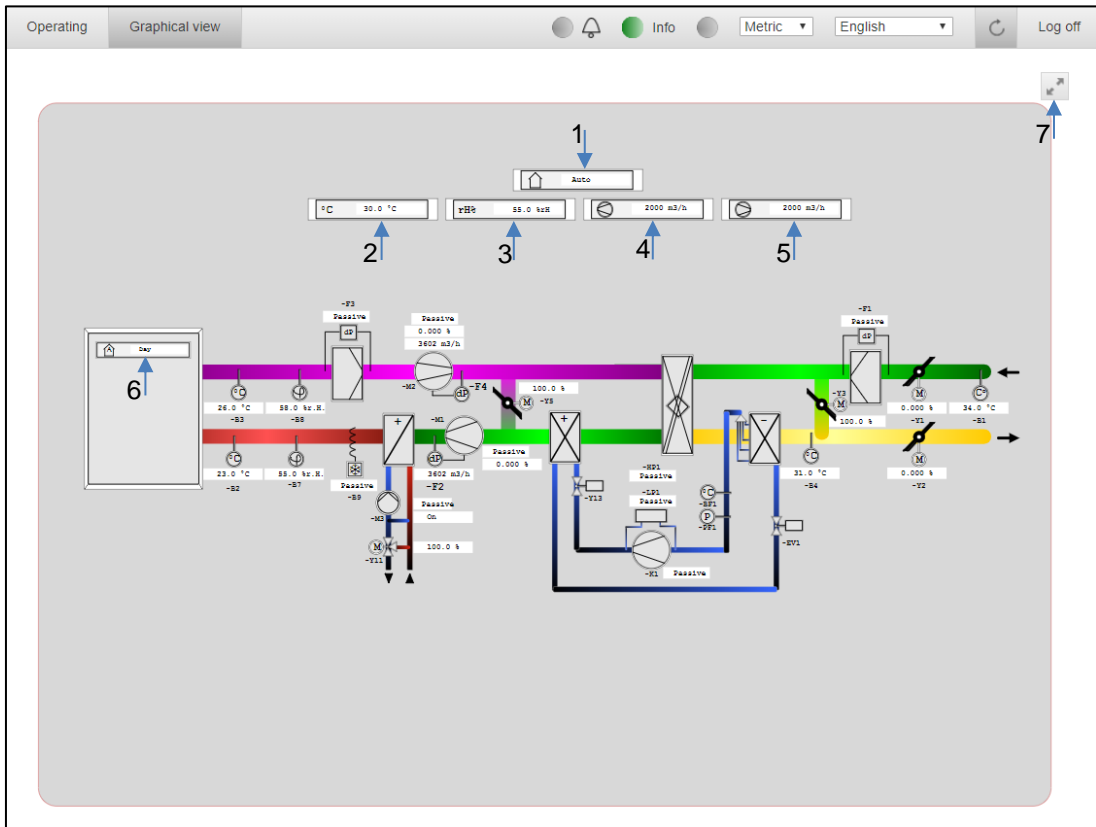 Operating Graphical view Info Metric English Log off
7
1
Auto
°C 30.0 °C rH% 55.0 %rH 2000 m3/h 2000 m3/h
2 3 4 5
-F3 -F1
Passive Passive Passive
dP 0.000 % dP
3602 m3/h
Day
6
-M2 dP -F4 100.0 % M -Y5 -Y3 M M C°
26.0 °C 58.0 %r.H. 100.0 % 0.000 % 34.0 °C
-B3 -B8 -Y1 -B1
-M1
+ + -
°C dP Passive °C M
23.0 °C 55.0 %r.H. 3602 m3/h 0.000 % 31.0 °C 0.000 %
-B2 -B7 -F2 -B4 -Y2
Passive -HP1
-B9 Passive
-Y13 -LP1 °C
Passive Passive -BF1
-M3 On P -PF1
M 100.0 % -EV1
-Y11
-K1 Passive